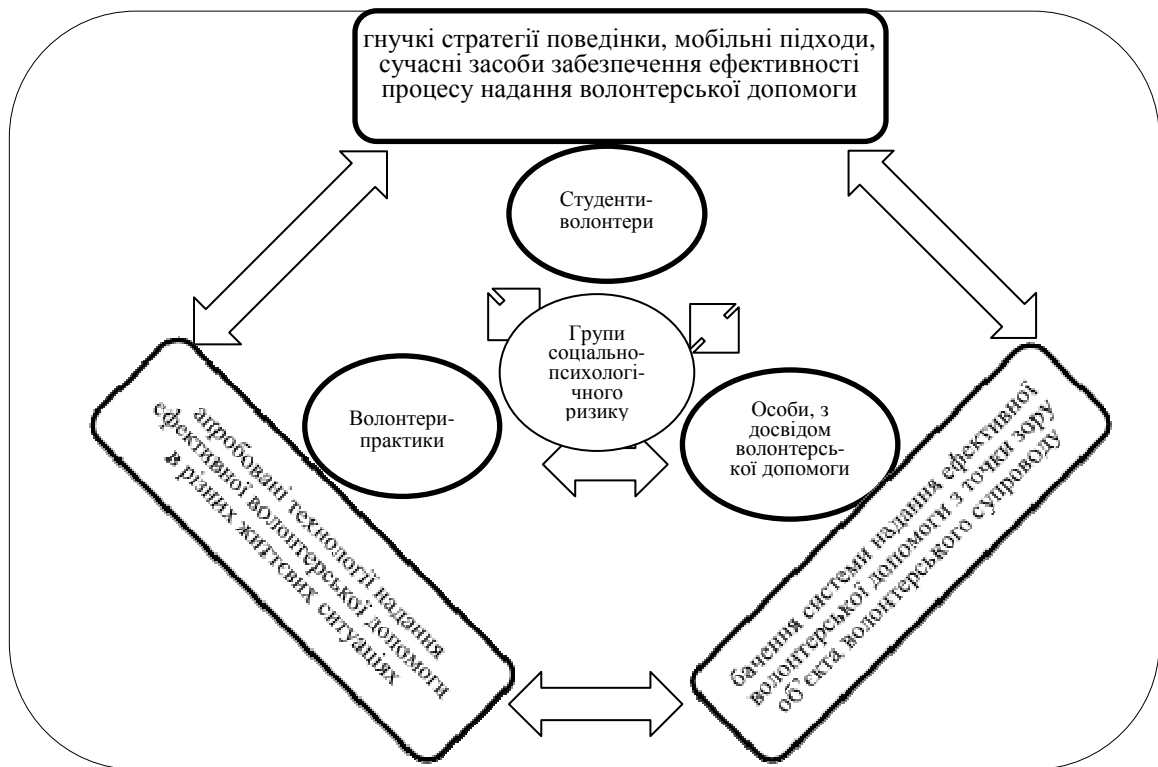 гнучкі стратегії поведінки, мобільні підходи,
сучасні засоби забезпечення ефективності
процесу надання волонтерської допомоги
Студенти-
волонтери
Групи
соціально-
психологі-
чного
ризику
Волонтери-
практики
Особи, з
досвідом
волонтерсь-
кої допомоги
апробовані технології надання
ефективної волонтерської допомоги
в різних життєвих ситуаціях
бачення системи надання ефективної
волонтерської допомоги з точки зору
об’єкта волонтерського супроводу